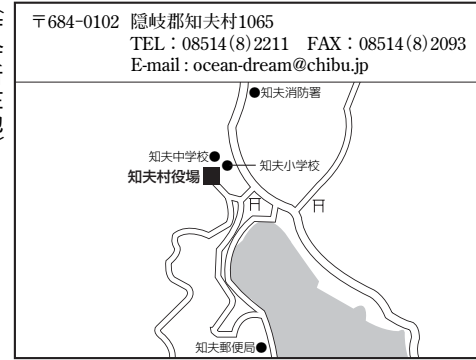 〒684-0102 隠岐郡知夫村1065
TEL：08514(8)2211 FAX：08514(8)2093
E-mail : ocean-dream@chibu.jp
知夫消防署
知夫中学校
知夫小学校
知夫村役場
知夫郵便局